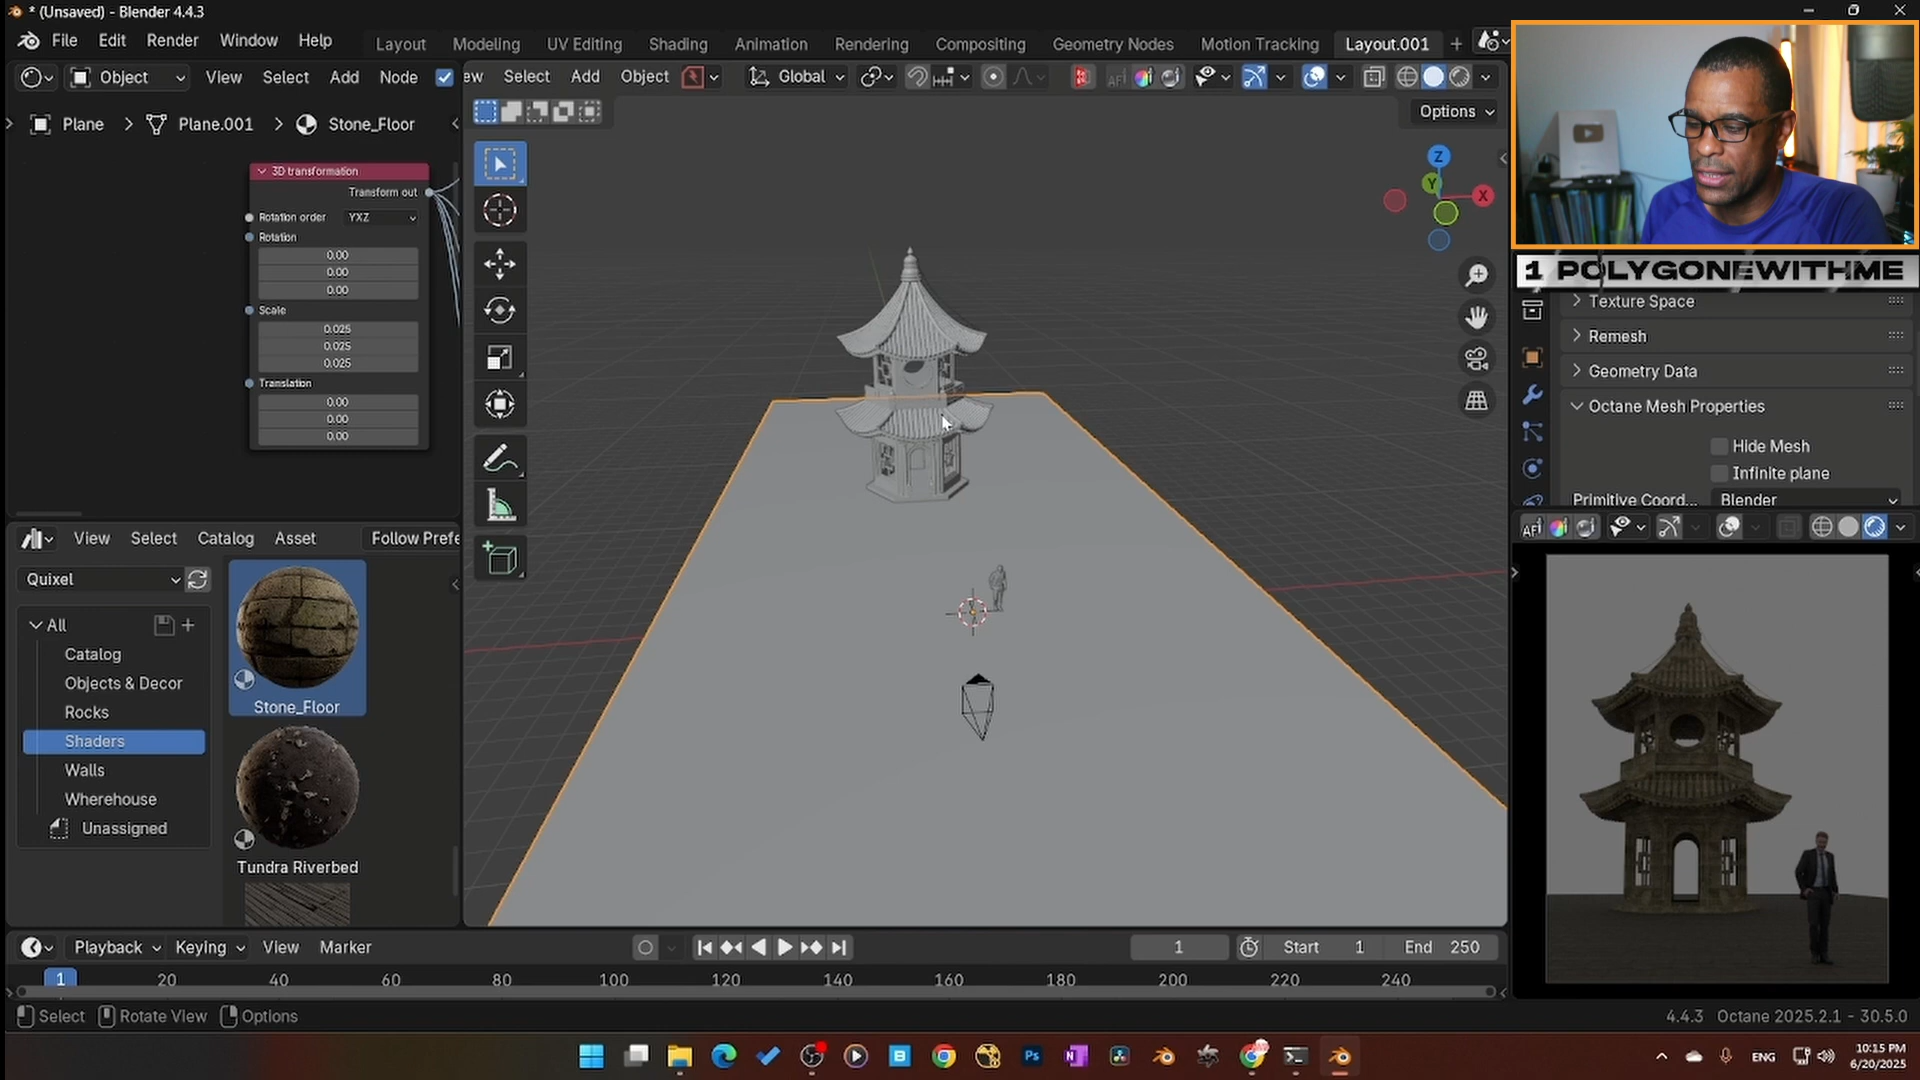 * (Unsaved) - Blender 4.4.3
File Edit Render Window Help
Layout Modeling UV Editing Shading Animation Rendering Compositing Geometry Nodes Motion Tracking Layout.001 +
Object View Select Add Node
ew Select Add Object Global
Options
Plane > Plane.001 > Stone_Floor
3D transformation
Transform out
Rotation order YXZ
Rotation
0.00
0.00
0.00
Scale
0.025
0.025
0.025
Translation
0.00
0.00
0.00
Z
Y
X
1 POLYGONEWITHME
Texture Space
Remesh
Geometry Data
Octane Mesh Properties
Hide Mesh
Infinite plane
Primitive Coord... Blender
View Select Catalog Asset Follow Prefe
Quixel
All
Catalog
Objects & Decor
Rocks
Shaders
Walls
Wherehouse
Unassigned
Stone_Floor
Tundra Riverbed
Playback Keying View Marker
1 Start 1 End 250
1 20 40 60 80 100 120 140 160 180 200 220 240
Select Rotate View Options
4.4.3 Octane 2025.2.1 - 30.5.0
ENG
10:15 PM
6/20/2025